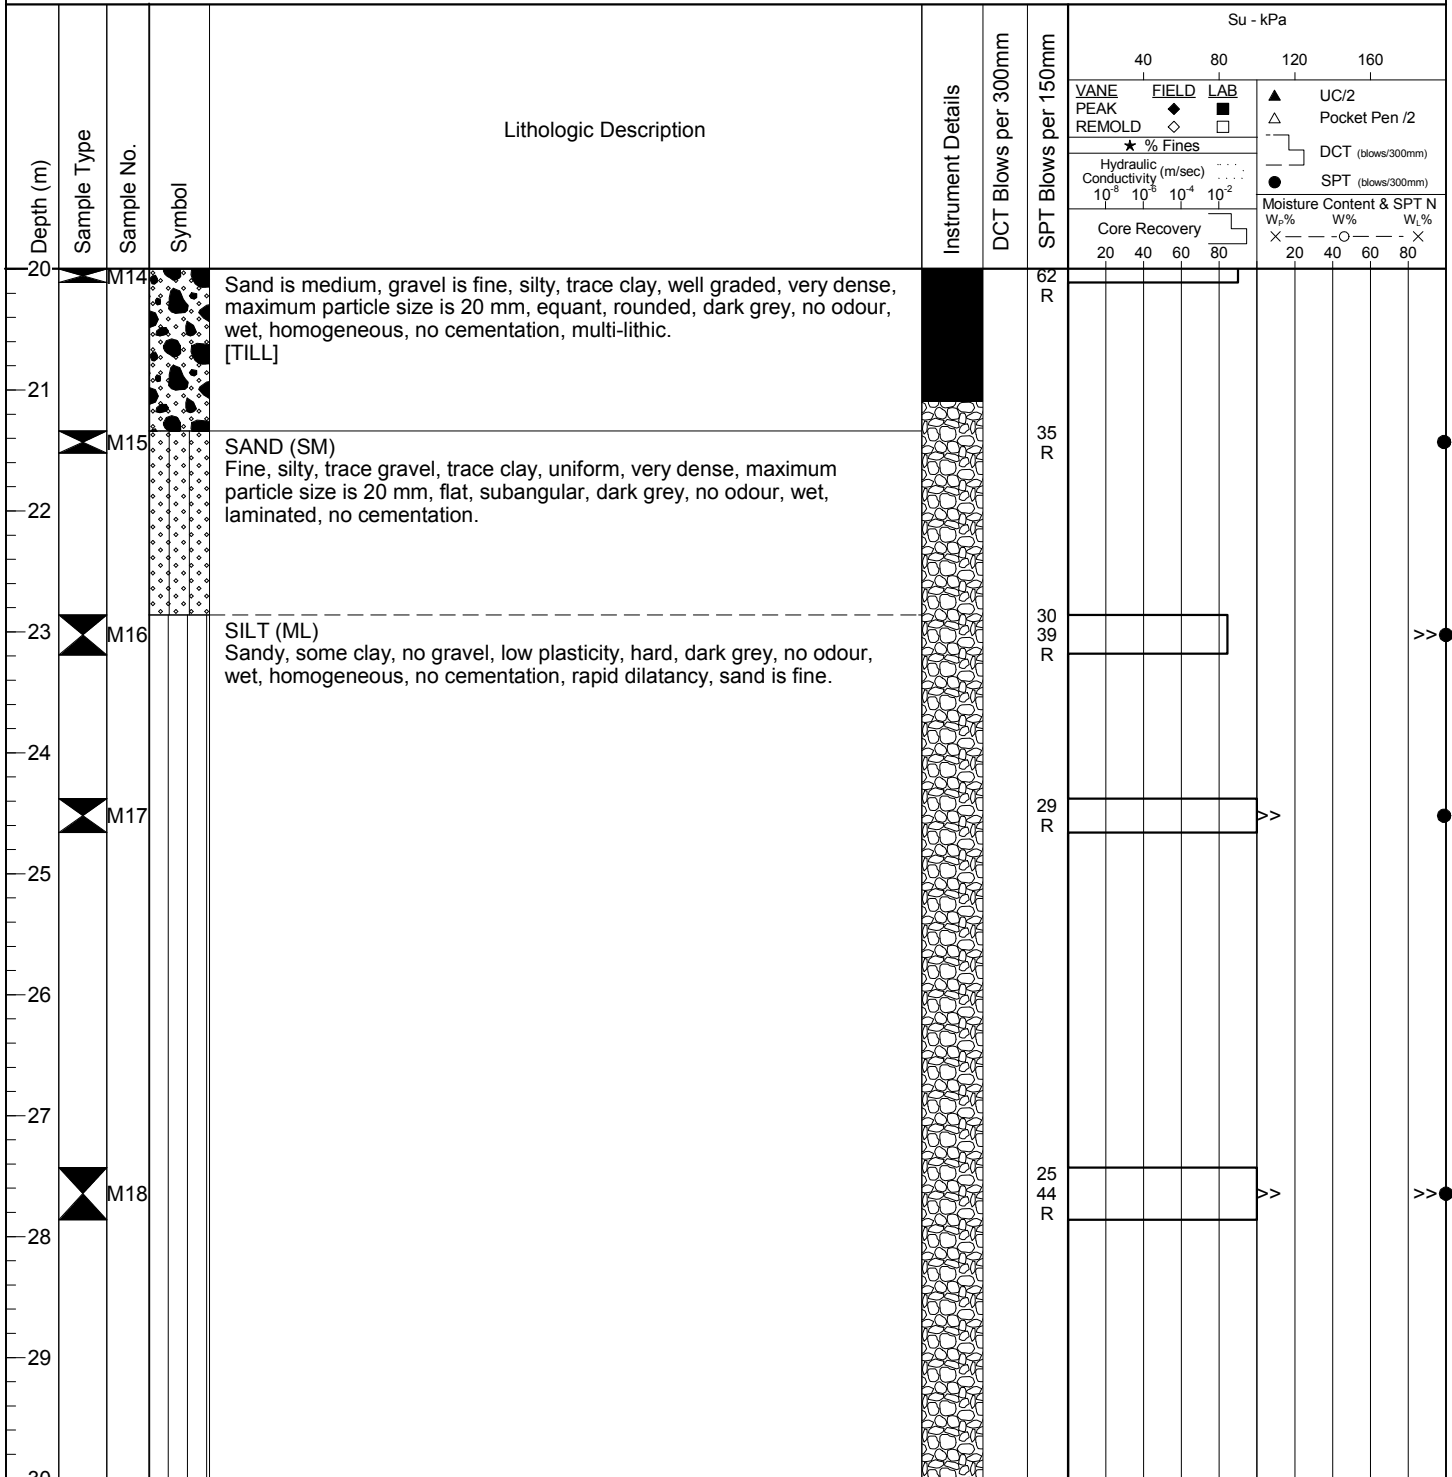 Su - kPa
40 80 120 160
Depth (m)
Sample Type
Sample No.
Symbol
Lithologic Description
Instrument Details
DCT Blows per 300mm
SPT Blows per 150mm
VANE FIELD LAB
PEAK
REMOLD
% Fines
Hydraulic
Conductivity (m/sec)
10⁻⁸ 10⁻⁶ 10⁻⁴ 10⁻²
Core Recovery
20 40 60 80
UC/2
Pocket Pen /2
DCT (blows/300mm)
SPT (blows/300mm)
Moisture Content & SPT N
Wₚ% W% W_L%
20 40 60 80
20
M14
Sand is medium, gravel is fine, silty, trace clay, well graded, very dense,
maximum particle size is 20 mm, equant, rounded, dark grey, no odour,
wet, homogeneous, no cementation, multi-lithic.
[TILL]
62
R
21
M15
SAND (SM)
Fine, silty, trace gravel, trace clay, uniform, very dense, maximum
particle size is 20 mm, flat, subangular, dark grey, no odour, wet,
laminated, no cementation.
35
R
22
23
M16
SILT (ML)
Sandy, some clay, no gravel, low plasticity, hard, dark grey, no odour,
wet, homogeneous, no cementation, rapid dilatancy, sand is fine.
30
39
R
>>
24
M17
29
R
>>
25
26
27
M18
25
44
R
>> >>
28
29
30